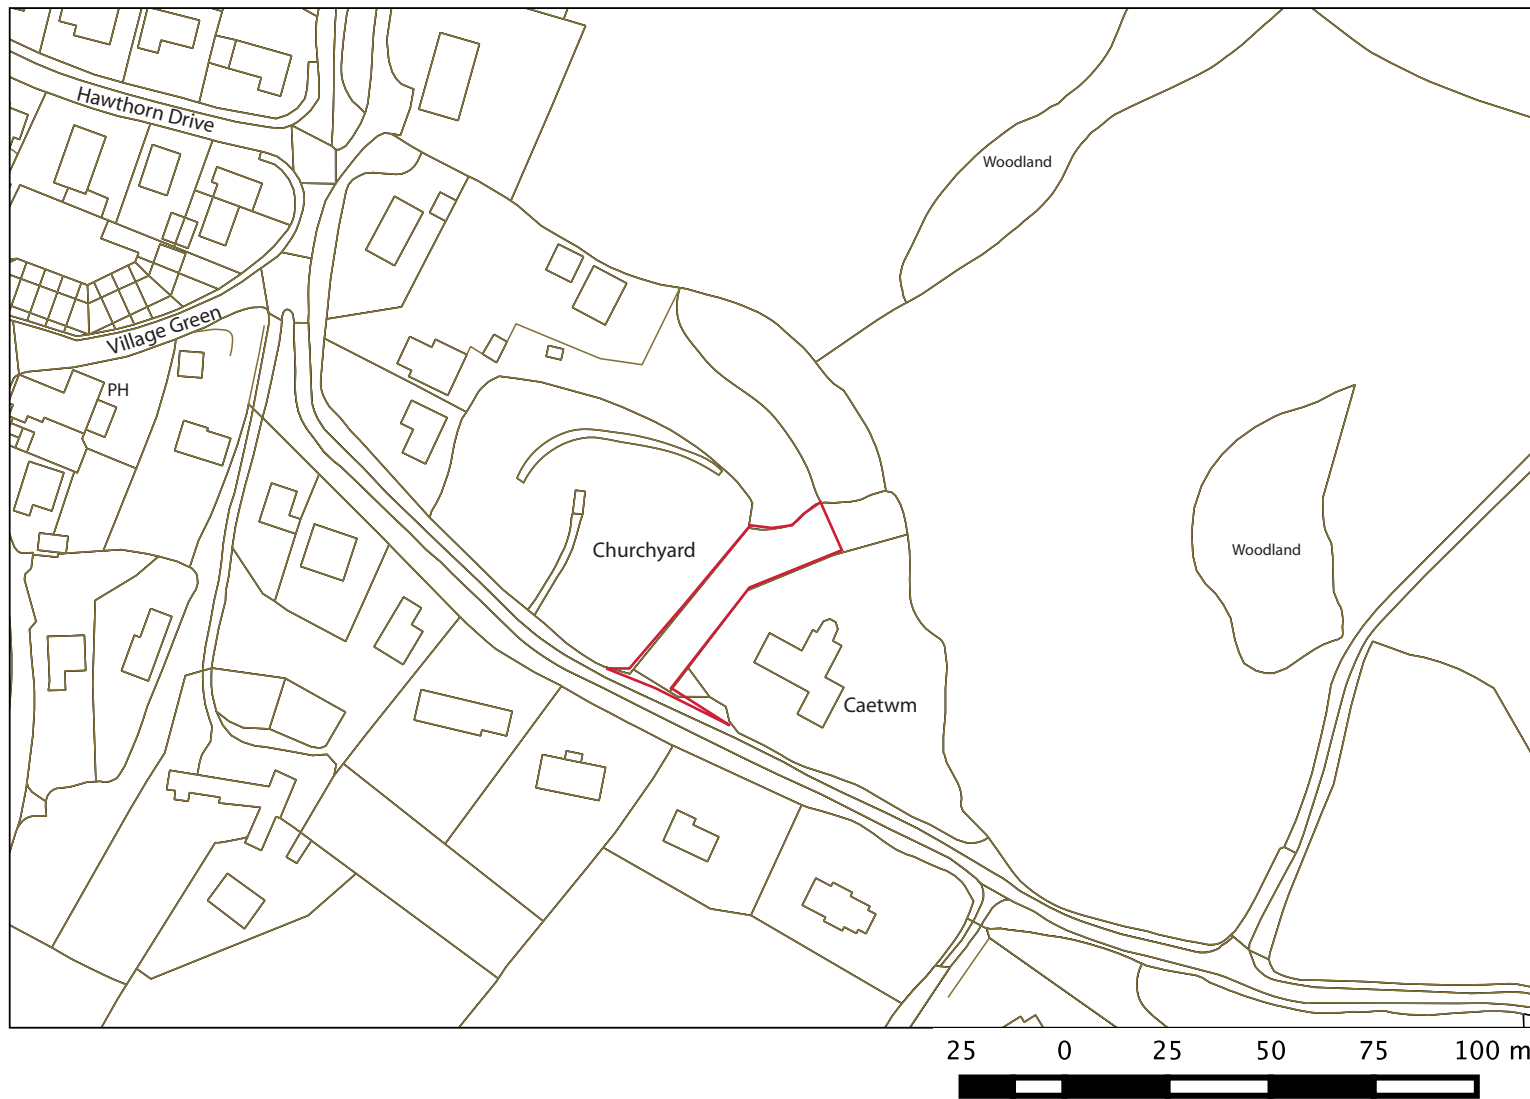 Hawthorn Drive
Woodland
Village Green
PH
Churchyard
Woodland
Caetwm
25 0 25 50 75 100 m